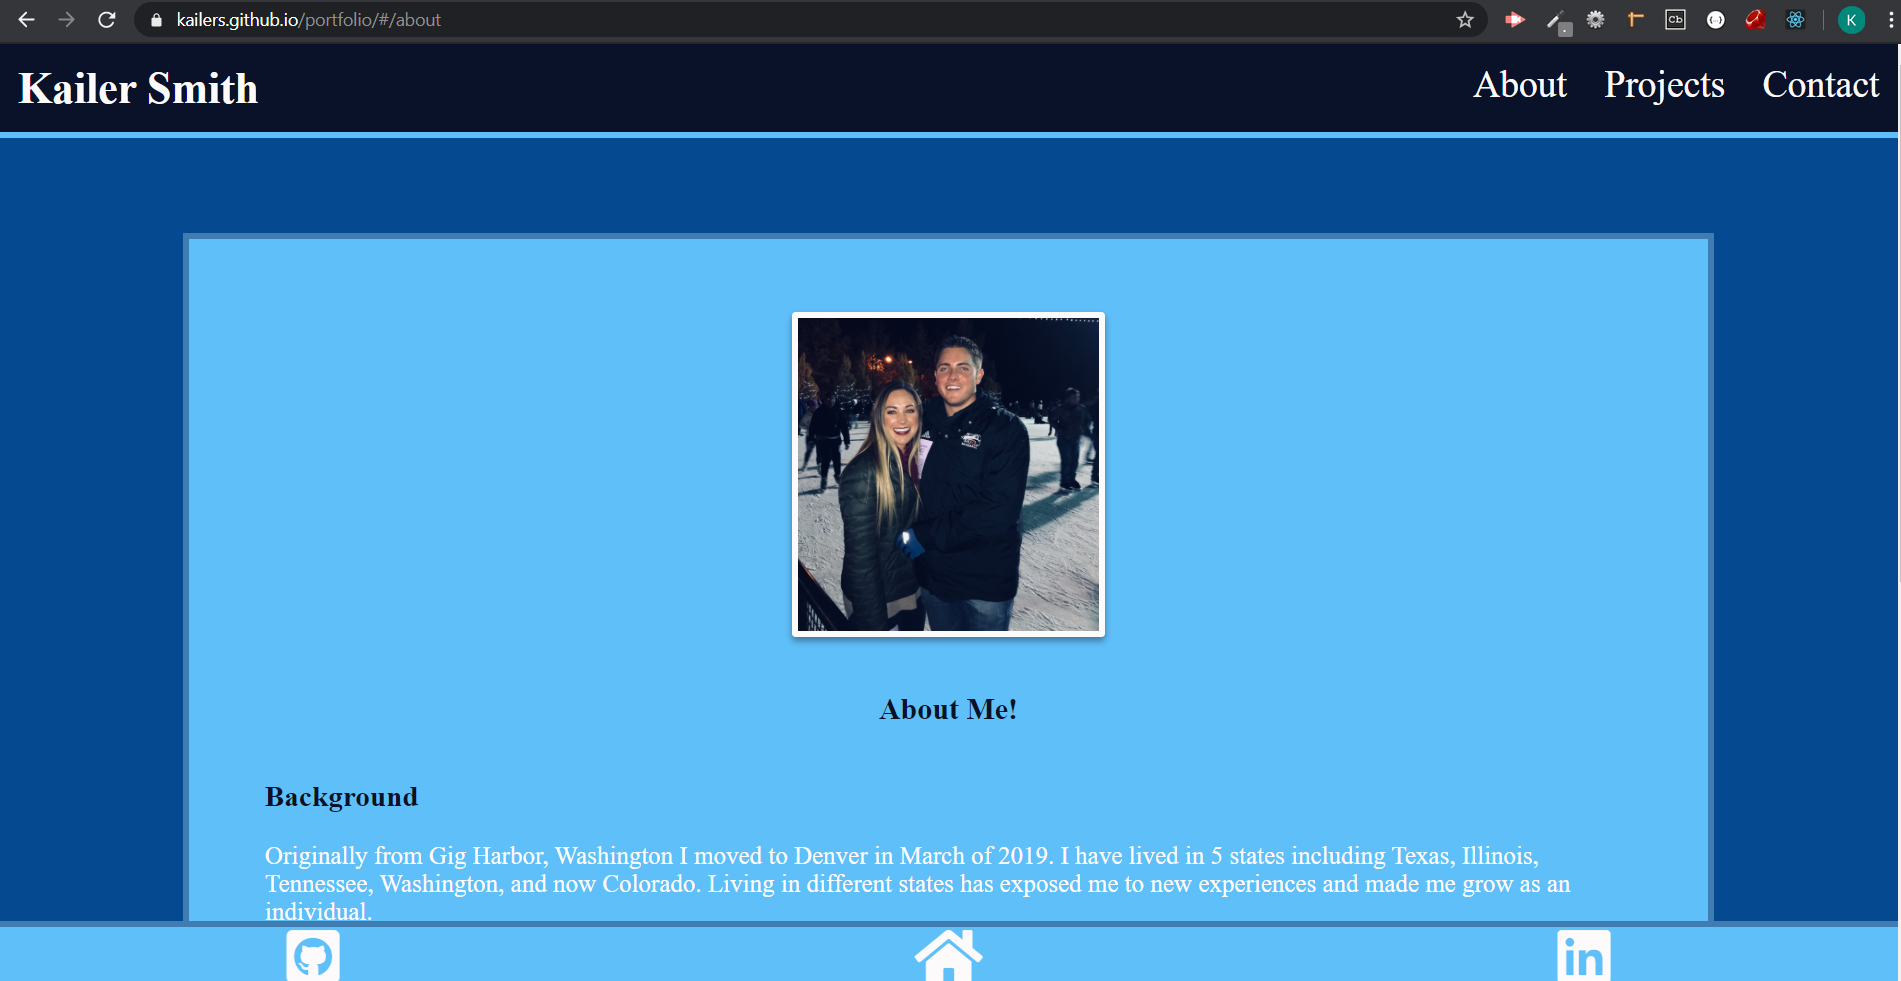 kailers.github.io/portfolio/#/about
Cb
K
Kailer Smith
About Projects Contact
About Me!
Background
Originally from Gig Harbor, Washington I moved to Denver in March of 2019. I have lived in 5 states including Texas, Illinois,
Tennessee, Washington, and now Colorado. Living in different states has exposed me to new experiences and made me grow as an
individual.
in